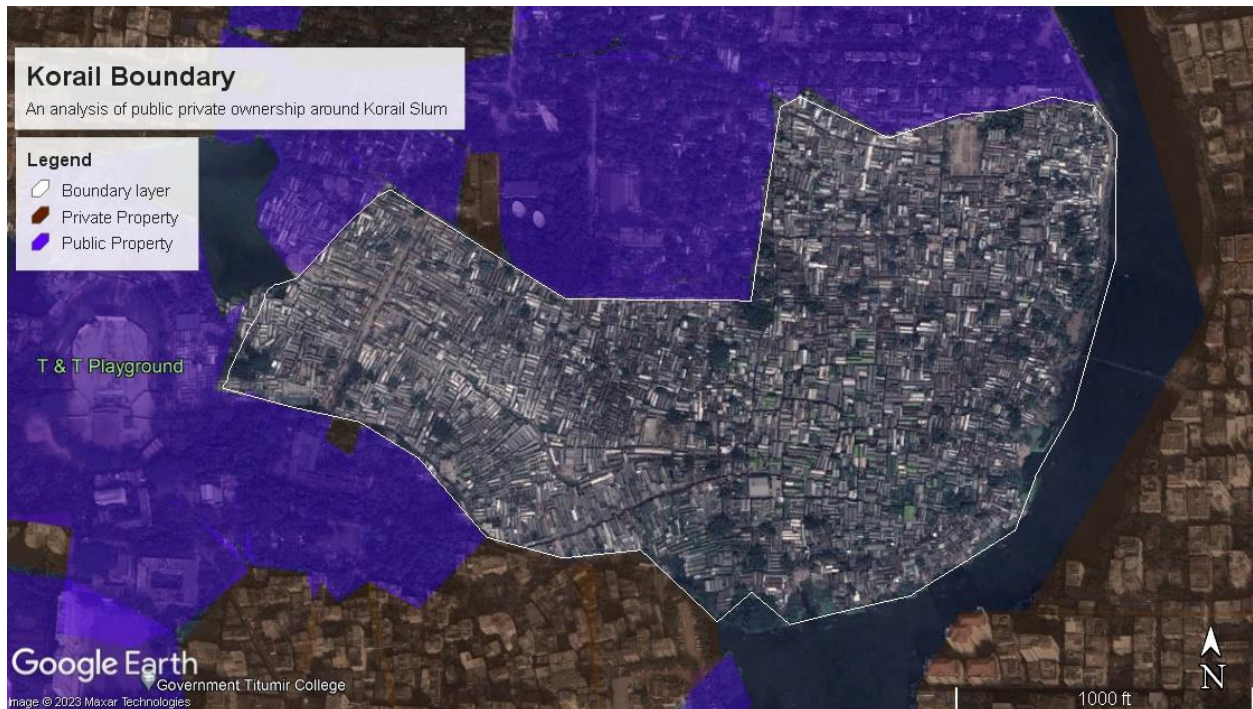 Korail Boundary
An analysis of public private ownership around Korail Slum
Legend
Boundary layer
Private Property
Public Property
T & T Playground
Google Earth
Government Titumir College
Image © 2023 Maxar Technologies
1000 ft
N